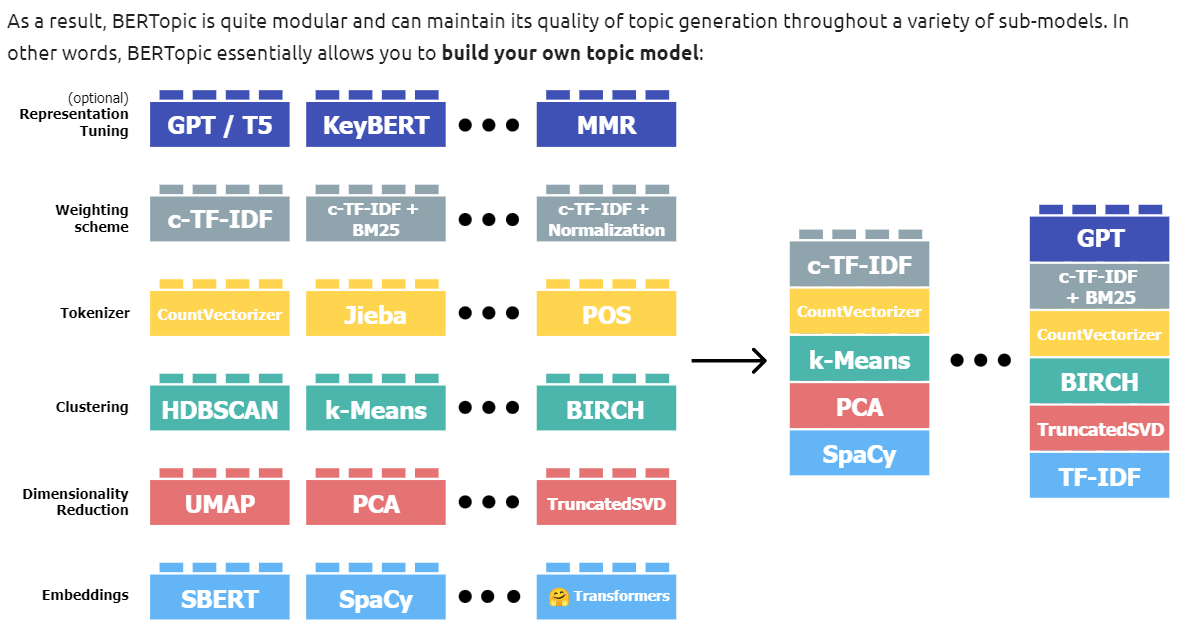 As a result, BERTopic is quite modular and can maintain its quality of topic generation throughout a variety of sub-models. In
other words, BERTopic essentially allows you to build your own topic model:
(optional)
Representation
Tuning
GPT / T5
KeyBERT
MMR
Weighting
scheme
c-TF-IDF
c-TF-IDF +
BM25
c-TF-IDF +
Normalization
Tokenizer
CountVectorizer
Jieba
POS
Clustering
HDBSCAN
k-Means
BIRCH
Dimensionality
Reduction
UMAP
PCA
TruncatedSVD
Embeddings
SBERT
SpaCy
🤗 Transformers
c-TF-IDF
CountVectorizer
k-Means
PCA
SpaCy
GPT
c-TF-IDF
+ BM25
CountVectorizer
BIRCH
TruncatedSVD
TF-IDF